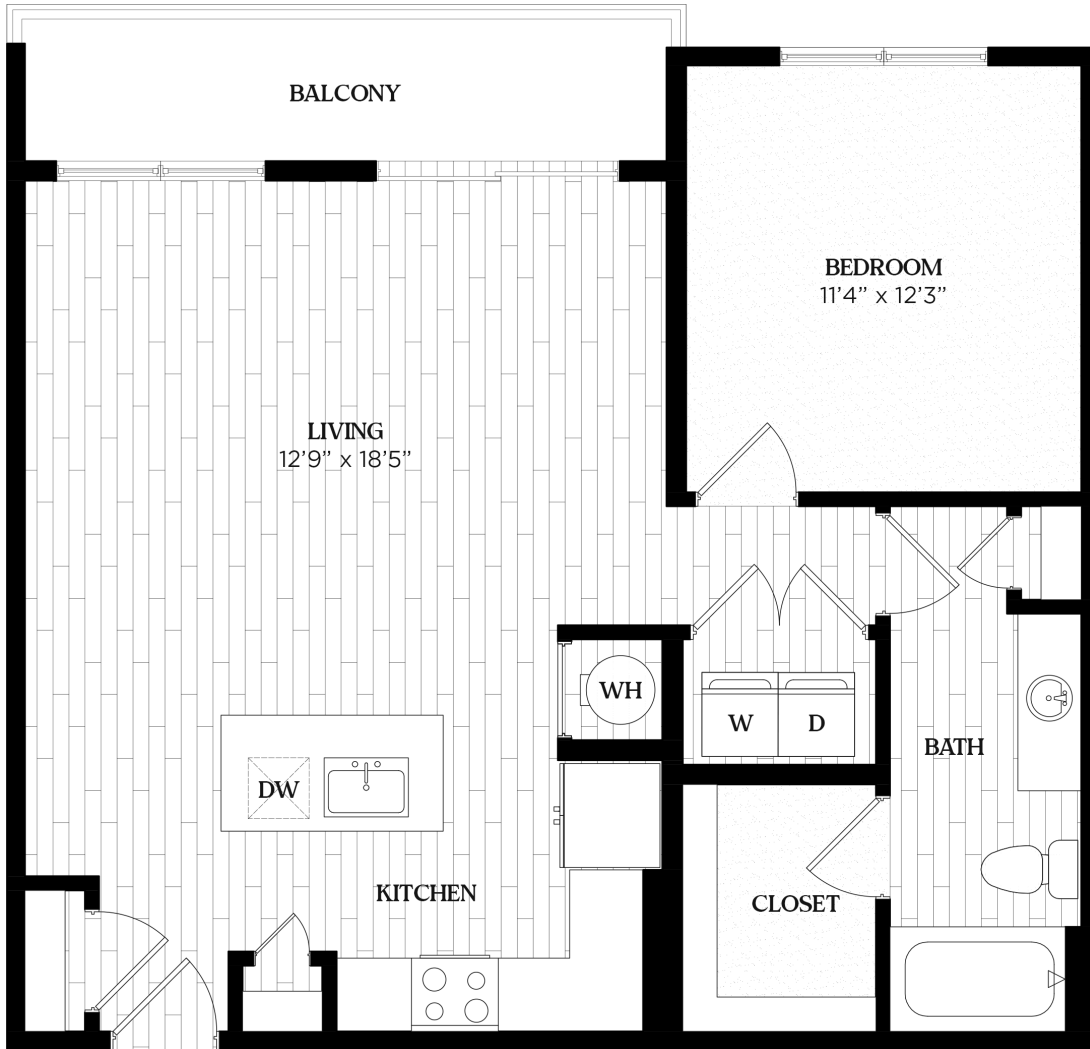 BALCONY
BEDROOM
11’4” x 12’3”
LIVING
12’9” x 18’5”
WH
W
D
BATH
DW
KITCHEN
CLOSET